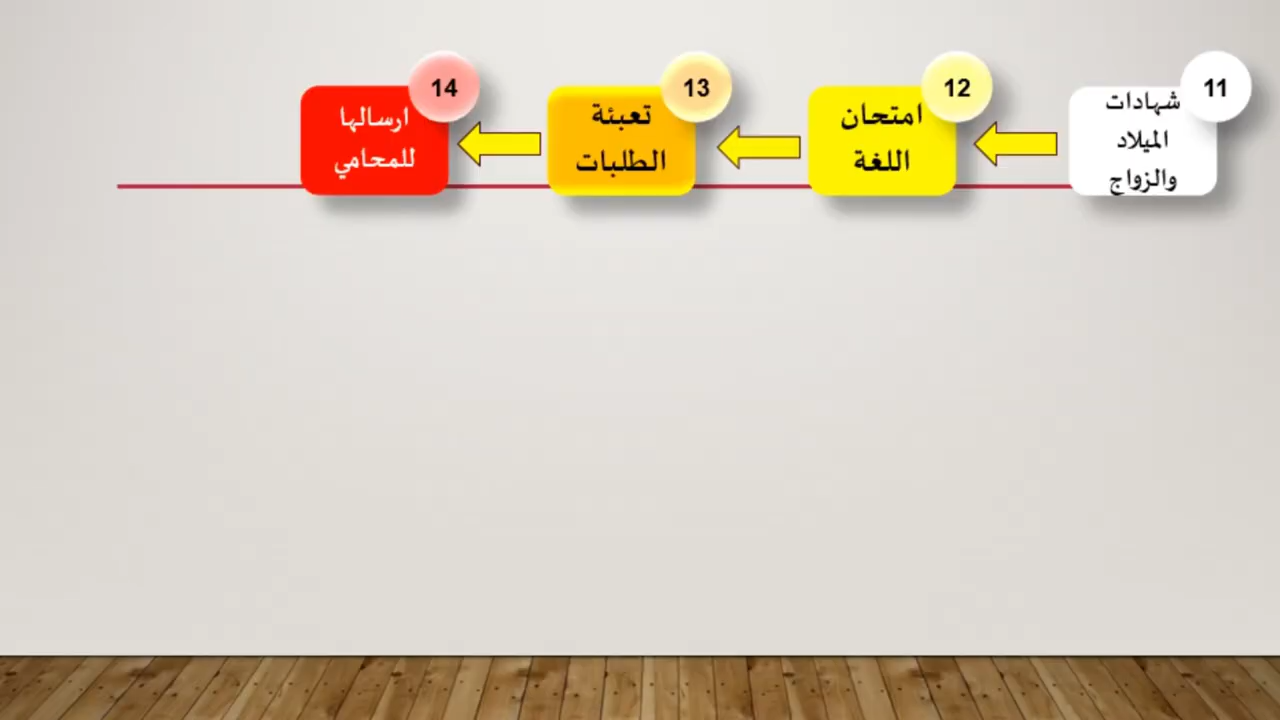 11
شهادات
الميلاد
والزواج
12
امتحان
اللغة
13
تعبئة
الطلبات
14
ارسالها
للمحامي